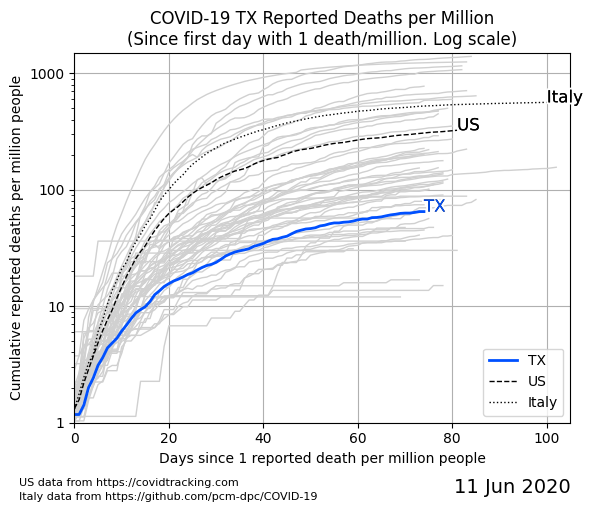 COVID-19 TX Reported Deaths per Million
(Since first day with 1 death/million. Log scale)
Cumulative reported deaths per million people
1000
100
10
1
Italy
US
TX
TX
US
Italy
0
20
40
60
80
100
Days since 1 reported death per million people
US data from https://covidtracking.com
Italy data from https://github.com/pcm-dpc/COVID-19
11 Jun 2020